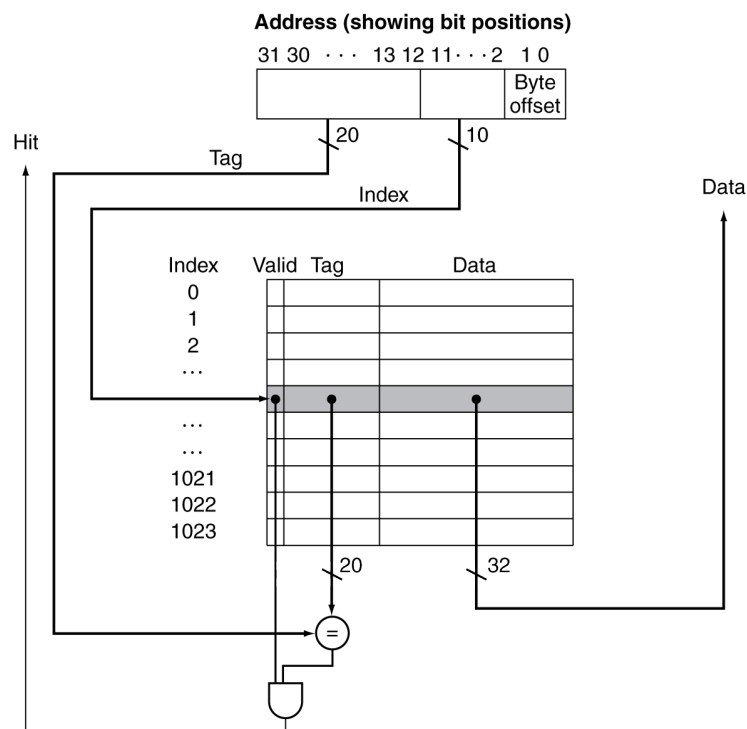 Address (showing bit positions)
31 30 · · · 13 12 11 · · · 2 1 0
Byte
offset
Hit
20
10
Tag
Index
Data
Index Valid Tag Data
0
1
2
...
...
...
1021
1022
1023
20
32
=